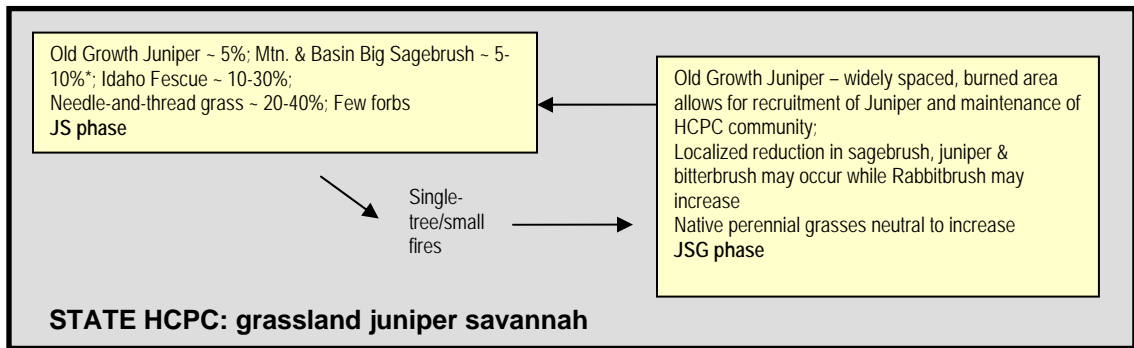 Old Growth Juniper ~ 5%; Mtn. & Basin Big Sagebrush ~ 5-
10%*; Idaho Fescue ~ 10-30%;
Needle-and-thread grass ~ 20-40%; Few forbs
JS phase
Single-
tree/small
fires
Old Growth Juniper – widely spaced, burned area
allows for recruitment of Juniper and maintenance of
HCPC community;
Localized reduction in sagebrush, juniper &
bitterbrush may occur while Rabbitbrush may
increase
Native perennial grasses neutral to increase
JSG phase
STATE HCPC: grassland juniper savannah